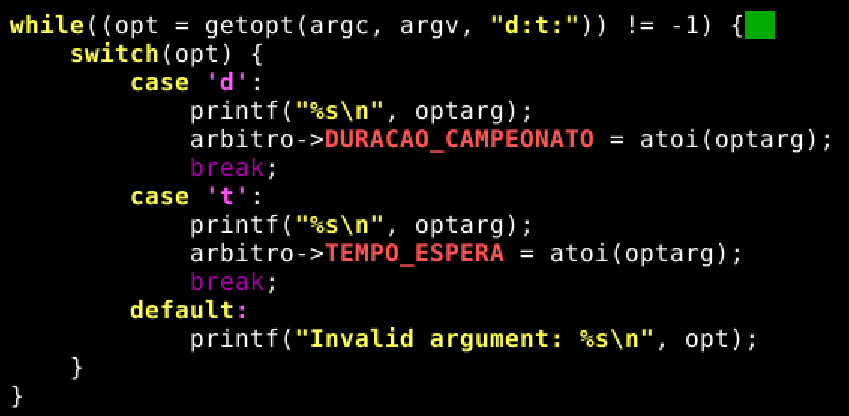 while((opt = getopt(argc, argv, "d:t:")) != -1) {
    switch(opt) {
        case 'd':
            printf("%s\n", optarg);
            arbitro->DURACAO_CAMPEONATO = atoi(optarg);
            break;
        case 't':
            printf("%s\n", optarg);
            arbitro->TEMPO_ESPERA = atoi(optarg);
            break;
        default:
            printf("Invalid argument: %s\n", opt);
    }
}